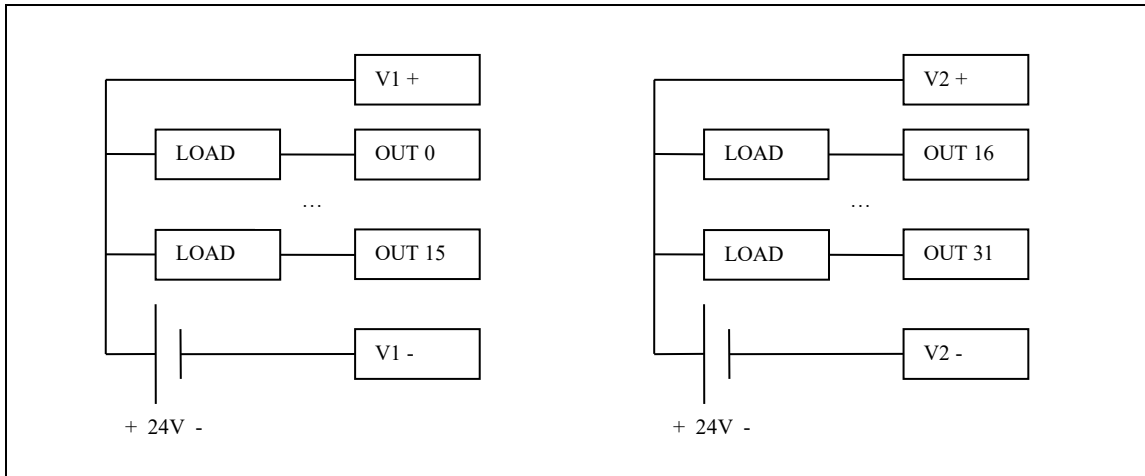 V1 +
LOAD
OUT 0
…
LOAD
OUT 15
V1 -
+ 24V -
V2 +
LOAD
OUT 16
…
LOAD
OUT 31
V2 -
+ 24V -